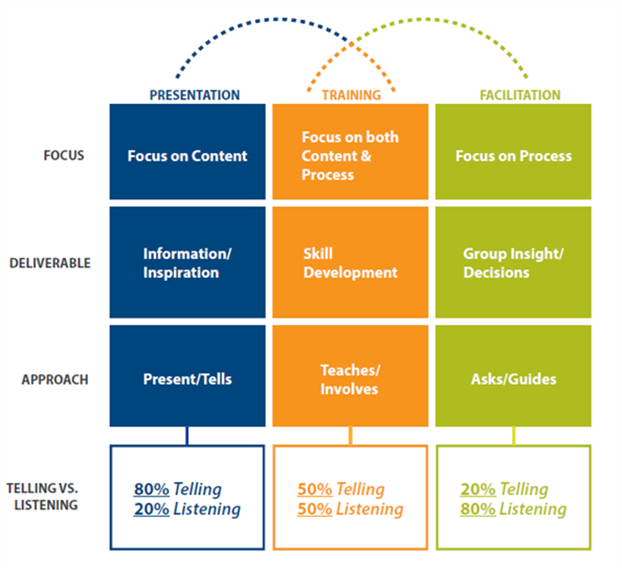 PRESENTATION
TRAINING
FACILITATION
FOCUS
Focus on Content
Focus on both
Content &
Process
Focus on Process
DELIVERABLE
Information/
Inspiration
Skill
Development
Group Insight/
Decisions
APPROACH
Present/Tells
Teaches/
Involves
Asks/Guides
TELLING VS.
LISTENING
80% Telling
20% Listening
50% Telling
50% Listening
20% Telling
80% Listening